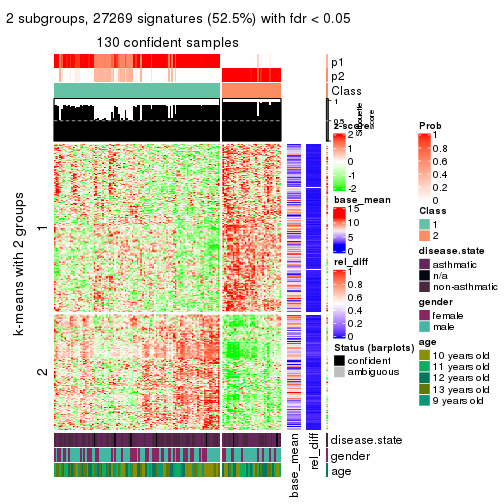 2 subgroups, 27269 signatures (52.5%) with fdr < 0.05
130 confident samples
p1
p2
Class
1
0.5
Silhouette
score
k-means with 2 groups
1
2
z-score
2
1
0
-1
-2
base_mean
15
10
5
0
rel_diff
1
0.8
0.6
0.4
0.2
0
Status (barplots)
confident
ambiguous
Prob
1
0.8
0.6
0.4
0.2
0
Class
1
2
disease.state
asthmatic
n/a
non-asthmatic
gender
female
male
age
10 years old
11 years old
12 years old
13 years old
9 years old
disease.state
gender
age
base_mean
rel_diff